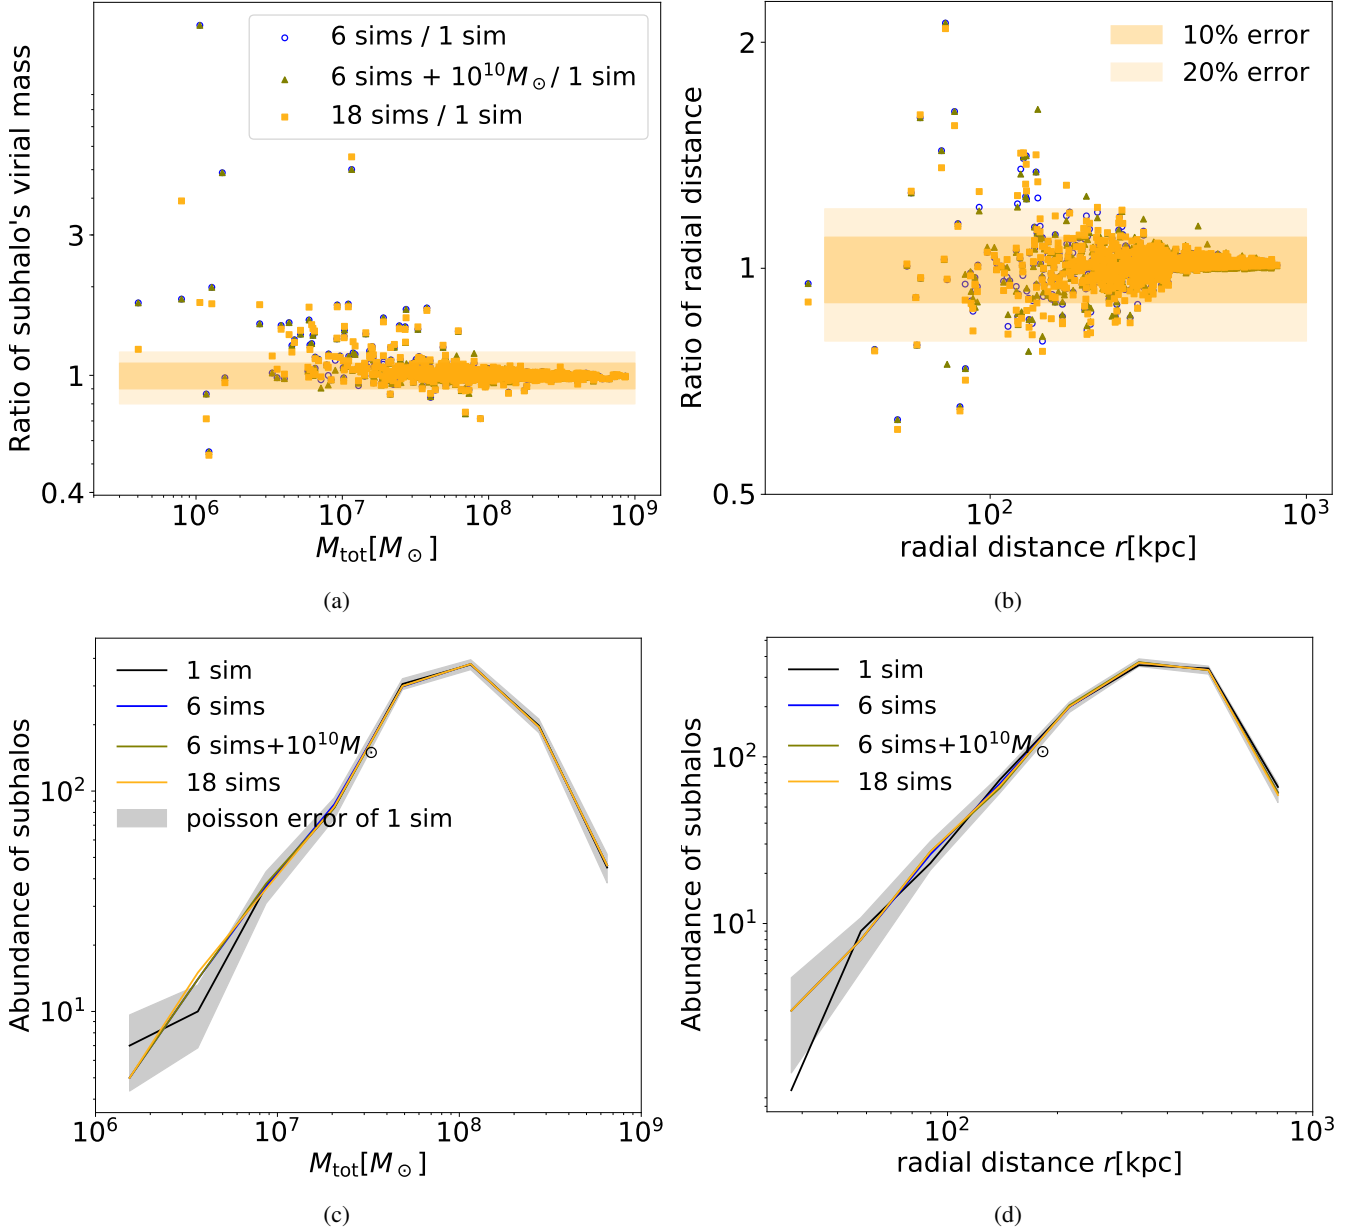 Ratio of subhalo's virial mass
3
1
0.4
6 sims / 1 sim
6 sims + 10^10 M_⊙ / 1 sim
18 sims / 1 sim
10^6 10^7 10^8 10^9
M_tot[M_⊙]
(a)
Ratio of radial distance
2
1
0.5
10% error
20% error
10^2 10^3
radial distance r[kpc]
(b)
Abundance of subhalos
10^2
10^1
1 sim
6 sims
6 sims+10^10 M_⊙
18 sims
poisson error of 1 sim
10^6 10^7 10^8 10^9
M_tot[M_⊙]
(c)
Abundance of subhalos
10^2
10^1
1 sim
6 sims
6 sims+10^10 M_⊙
18 sims
10^2 10^3
radial distance r[kpc]
(d)